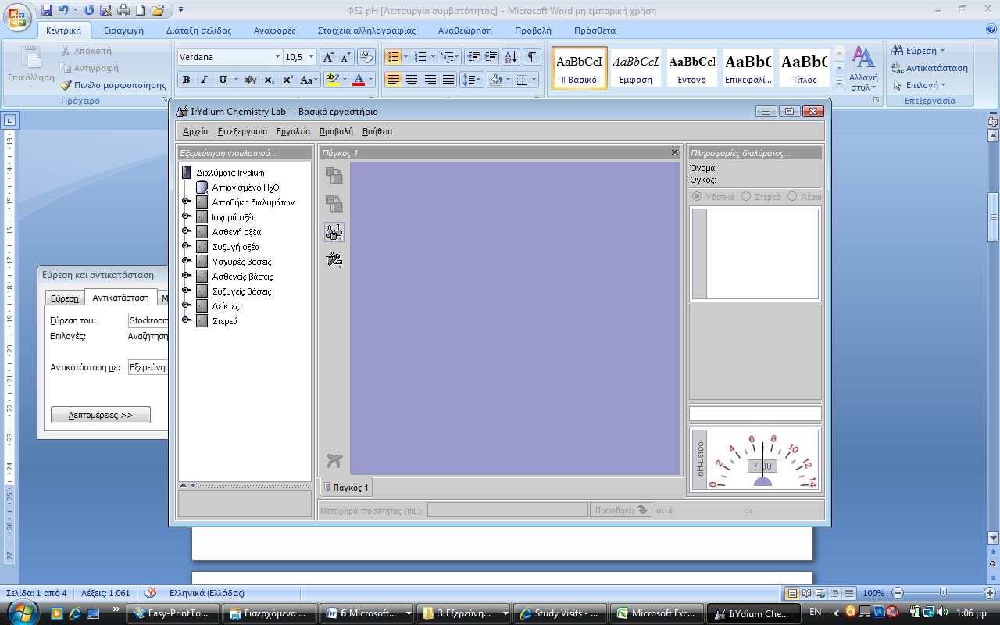 ΦΕ2 pH [Λειτουργία συμβατότητας] - Microsoft Word μη εμπορική χρήση
Κεντρική Εισαγωγή Διάταξη σελίδας Αναφορές Στοιχεία αλληλογραφίας Αναθεώρηση Προβολή Πρόσθετα
Επικόλληση
Αποκοπή
Αντιγραφή
Πινέλο μορφοποίησης
Πρόχειρο
Verdana 10,5
AaBbCcI AaBbCcI AaBbCcI AaBbC AaBbC
¶ Βασικό Έμφαση Έντονο Επικεφαλί... Τίτλος
Αλλαγή στυλ
Εύρεση
Αντικατάσταση
Επιλογή
Επεξεργασία
Εύρεση και αντικατάσταση
Εύρεση Αντικατάσταση Μ
Εύρεση του: Stockroom
Επιλογές: Αναζήτηση
Αντικατάσταση με: Εξερεύνησ
Λεπτομέρειες >>
IrYdium Chemistry Lab -- Βασικό εργαστήριο
Αρχείο Επεξεργασία Εργαλεία Προβολή Βοήθεια
Εξερεύνηση ντουλαπιού...
Διαλύματα Irydium
Απιονισμένο H2O
Αποθήκη διαλυμάτων
Ισχυρά οξέα
Ασθενή οξέα
Συζυγή οξέα
Υσχυρές βάσεις
Ασθενείς βάσεις
Συζυγείς βάσεις
Δείκτες
Στερεά
Πάγκος 1
Πάγκος 1
Μεταφορά ποσότητας (mL): Προσθήκη από σε
Πληροφορίες διαλύματος...
Όνομα:
Όγκος:
Υδατικό Στερεό Αέριο
pH-μετρο
0 2 4 6 8 10 12 14
7.00
Σελίδα: 1 από 4 Λέξεις: 1.061 Ελληνικά (Ελλάδας) 100%
Easy-PrintTo... Εισερχόμενα ... 6 Microsoft... 3 Εξερεύνη... Study Visits - ... Microsoft Exc... IrYdium Che... EN 1:06 μμ